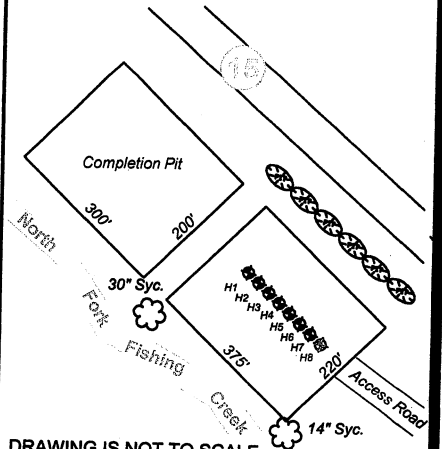 15
Completion Pit
300'
200'
North
Fork
Fishing
Creek
30" Syc.
H1
H2
H3
H4
H5
H6
H7
H8
375'
220'
Access Road
14" Syc.
DRAWING IS NOT TO SCALE